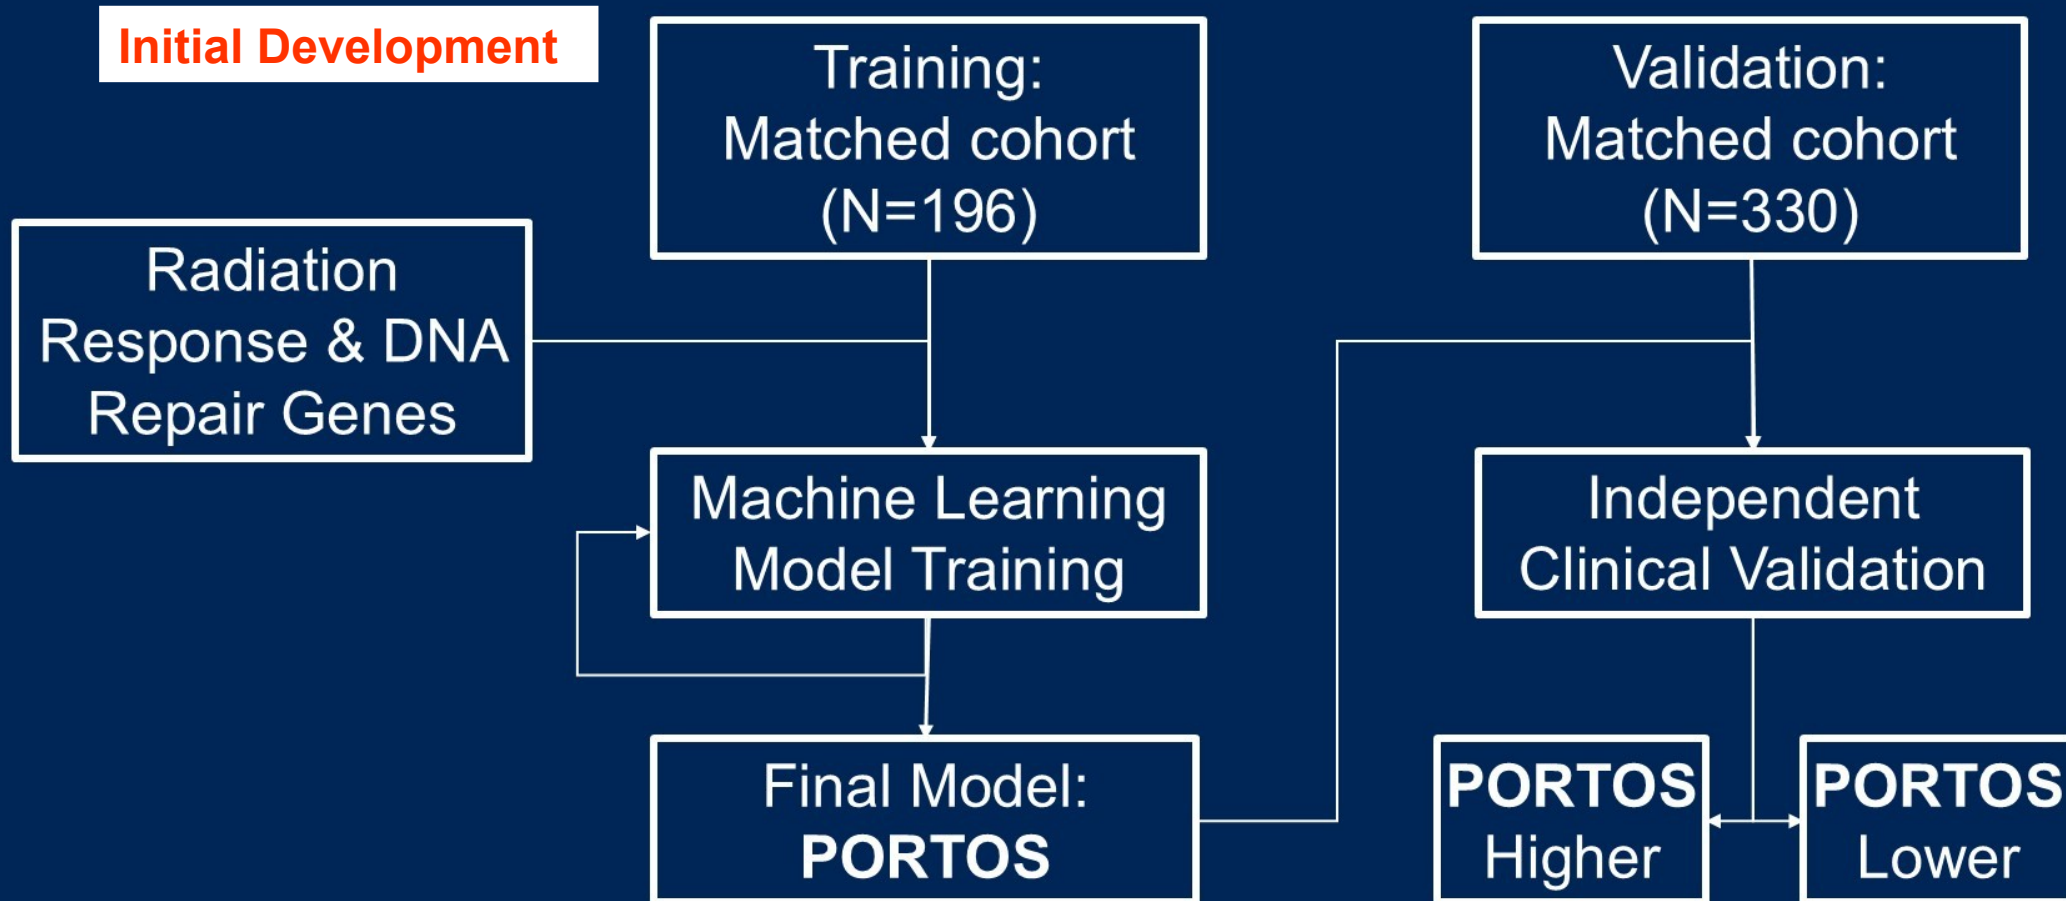 Initial Development
Training:
Matched cohort
(N=196)
Validation:
Matched cohort
(N=330)
Radiation
Response & DNA
Repair Genes
Machine Learning
Model Training
Independent
Clinical Validation
Final Model:
PORTOS
PORTOS
Higher
PORTOS
Lower